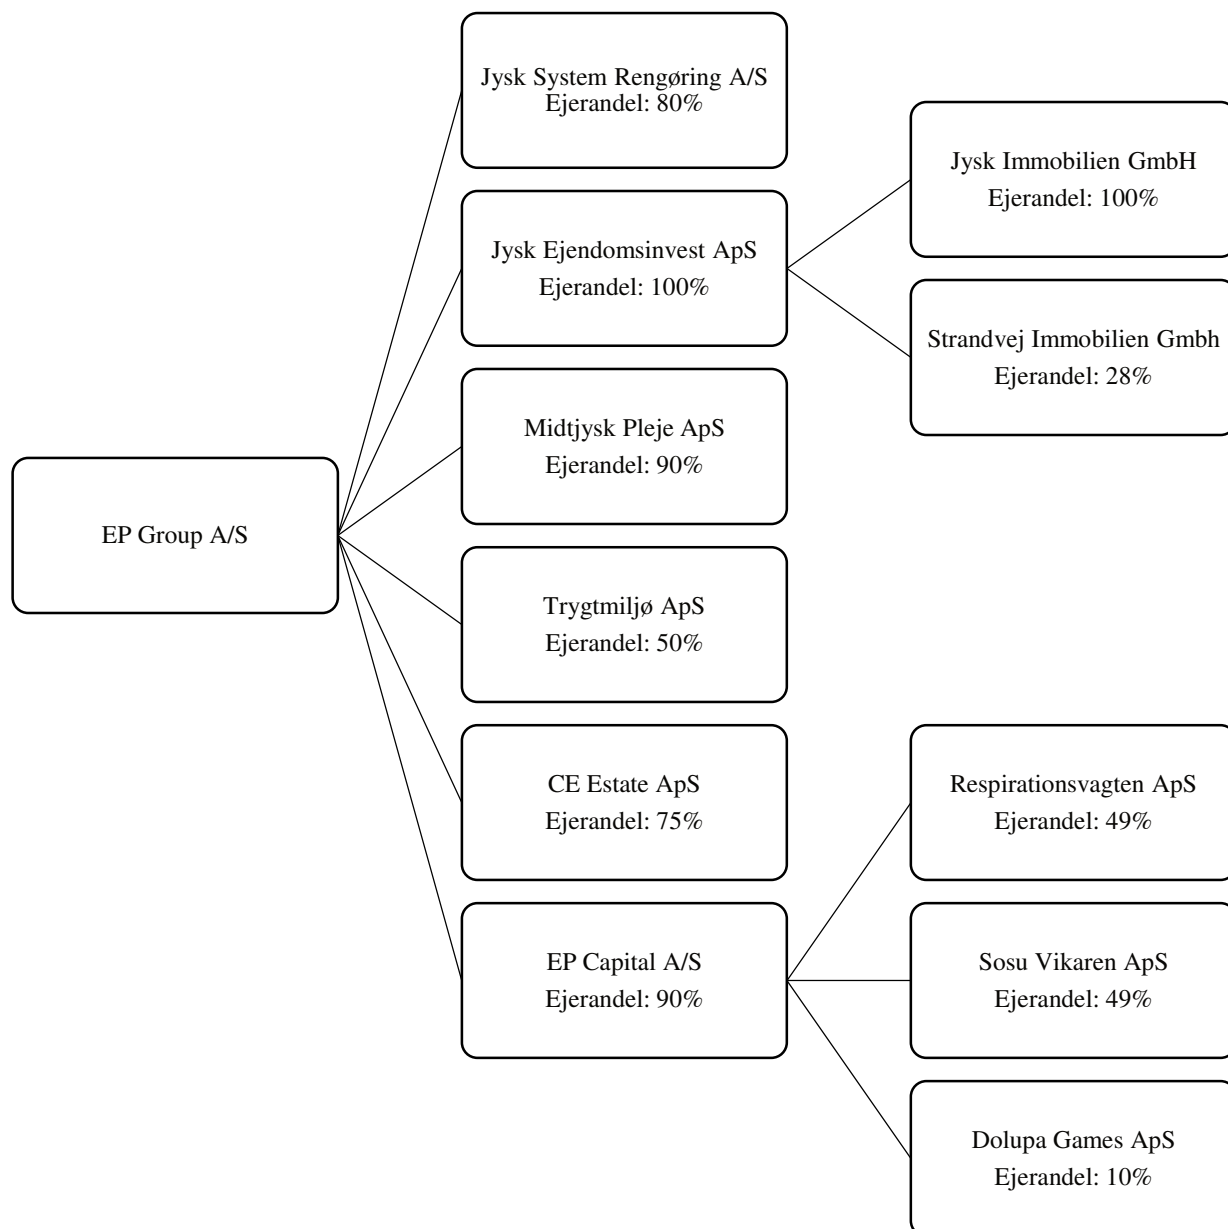 EP Group A/S
Jysk System Rengøring A/S
Ejerandel: 80%
Jysk Ejendomsinvest ApS
Ejerandel: 100%
Jysk Immobilien GmbH
Ejerandel: 100%
Strandvej Immobilien Gmbh
Ejerandel: 28%
Midtjysk Pleje ApS
Ejerandel: 90%
Trygtmiljø ApS
Ejerandel: 50%
CE Estate ApS
Ejerandel: 75%
EP Capital A/S
Ejerandel: 90%
Respirationsvagten ApS
Ejerandel: 49%
Sosu Vikaren ApS
Ejerandel: 49%
Dolupa Games ApS
Ejerandel: 10%